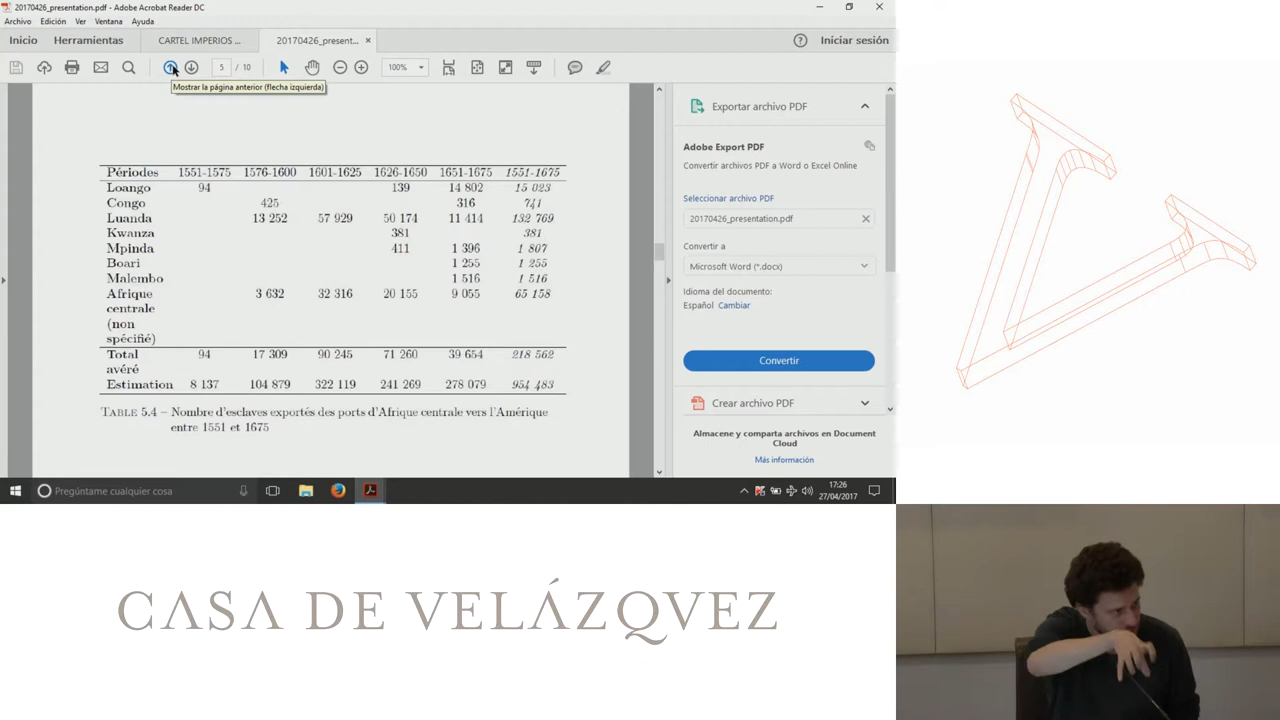 20170426_presentation.pdf - Adobe Acrobat Reader DC
Archivo Edición Ver Ventana Ayuda
Inicio Herramientas CARTEL IMPERIOS ... 20170426_present... × Iniciar sesión
5 / 10 100%
Mostrar la página anterior (flecha izquierda)
Périodes 1551-1575 1576-1600 1601-1625 1626-1650 1651-1675 1551-1675
Loango 94 139 14 802 15 023
Congo 425 316 741
Luanda 13 252 57 929 50 174 11 414 132 769
Kwanza 381 381
Mpinda 411 1 396 1 807
Boari 1 255 1 255
Malembo 1 516 1 516
Afrique 3 632 32 316 20 155 9 055 65 158
centrale
(non
spécifié)
Total 94 17 309 90 245 71 260 39 654 218 562
avéré
Estimation 8 137 104 879 322 119 241 269 278 079 954 483
TABLE 5.4 – Nombre d'esclaves exportés des ports d'Afrique centrale vers l'Amérique
entre 1551 et 1675
Exportar archivo PDF
Adobe Export PDF
Convertir archivos PDF a Word o Excel Online
Seleccionar archivo PDF
20170426_presentation.pdf
Convertir a
Microsoft Word (*.docx)
Idioma del documento:
Español Cambiar
Convertir
Crear archivo PDF
Almacene y comparta archivos en Document
Cloud
Más información
Pregúntame cualquier cosa
17:26
27/04/2017
CASA DE VELÁZQVEZ